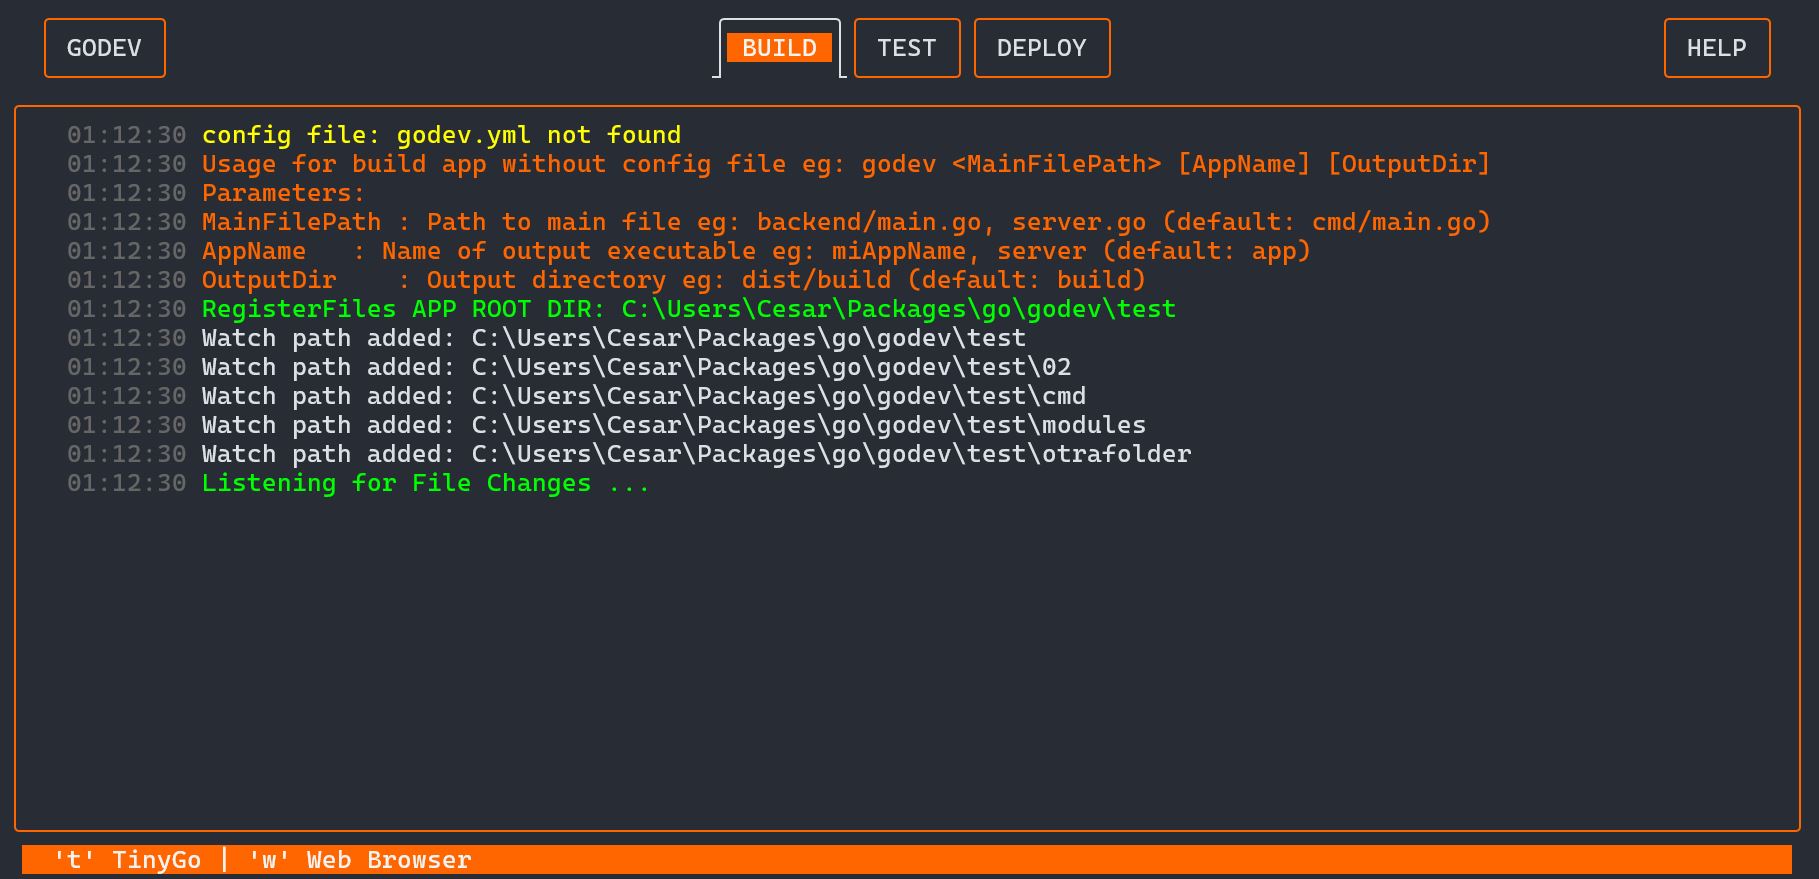 GODEV BUILD TEST DEPLOY HELP
01:12:30 config file: godev.yml not found
01:12:30 Usage for build app without config file eg: godev <MainFilePath> [AppName] [OutputDir]
01:12:30 Parameters:
01:12:30 MainFilePath : Path to main file eg: backend/main.go, server.go (default: cmd/main.go)
01:12:30 AppName   : Name of output executable eg: miAppName, server (default: app)
01:12:30 OutputDir    : Output directory eg: dist/build (default: build)
01:12:30 RegisterFiles APP ROOT DIR: C:\Users\Cesar\Packages\go\godev\test
01:12:30 Watch path added: C:\Users\Cesar\Packages\go\godev\test
01:12:30 Watch path added: C:\Users\Cesar\Packages\go\godev\test\02
01:12:30 Watch path added: C:\Users\Cesar\Packages\go\godev\test\cmd
01:12:30 Watch path added: C:\Users\Cesar\Packages\go\godev\test\modules
01:12:30 Watch path added: C:\Users\Cesar\Packages\go\godev\test\otrafolder
01:12:30 Listening for File Changes ...
't' TinyGo | 'w' Web Browser